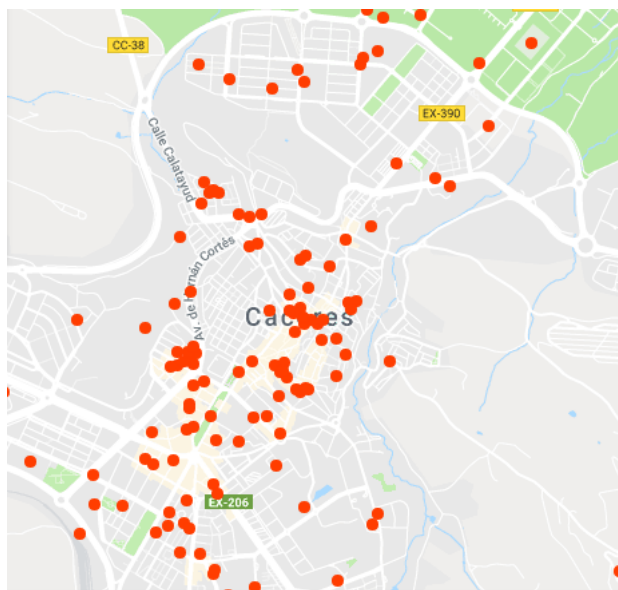 CC-38
EX-390
Calle Calatayud
Av. de Hernán Cortés
Cáceres
EX-206